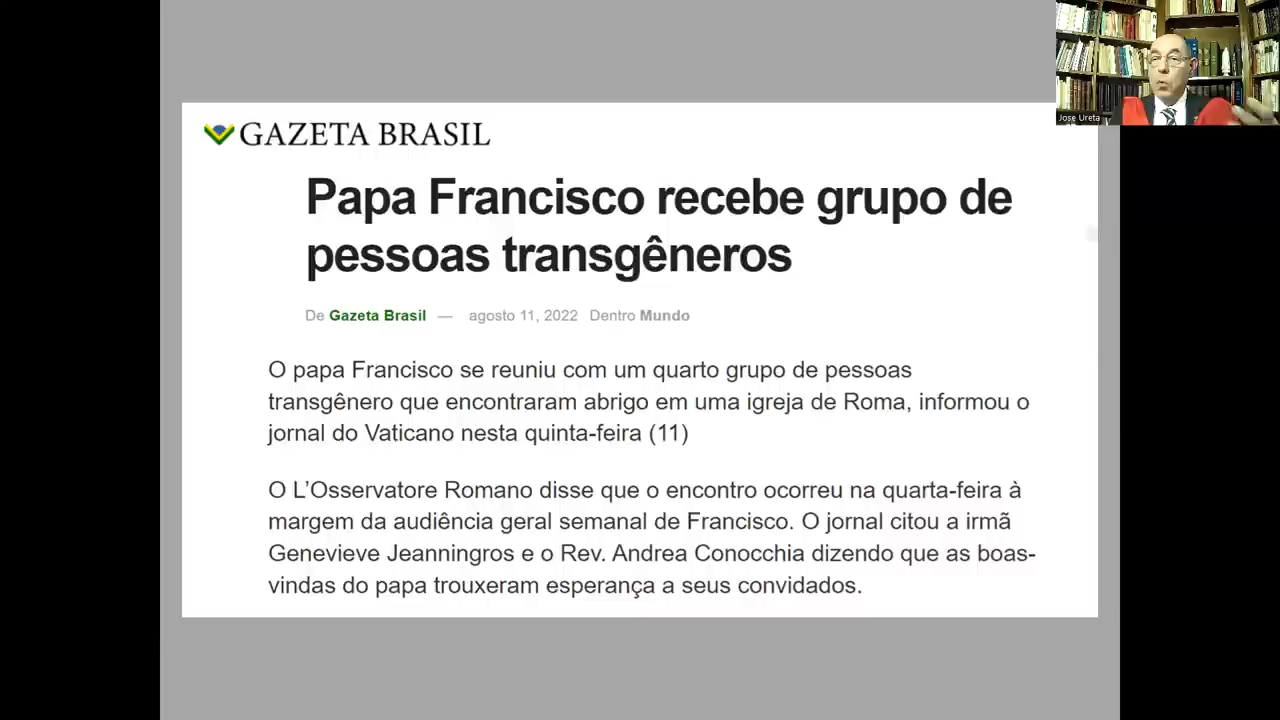 GAZETA BRASIL
Jose Ureta
Papa Francisco recebe grupo de
pessoas transgêneros
De Gazeta Brasil — agosto 11, 2022 Dentro Mundo
O papa Francisco se reuniu com um quarto grupo de pessoas
transgênero que encontraram abrigo em uma igreja de Roma, informou o
jornal do Vaticano nesta quinta-feira (11)
O L’Osservatore Romano disse que o encontro ocorreu na quarta-feira à
margem da audiência geral semanal de Francisco. O jornal citou a irmã
Genevieve Jeanningros e o Rev. Andrea Conocchia dizendo que as boas-
vindas do papa trouxeram esperança a seus convidados.